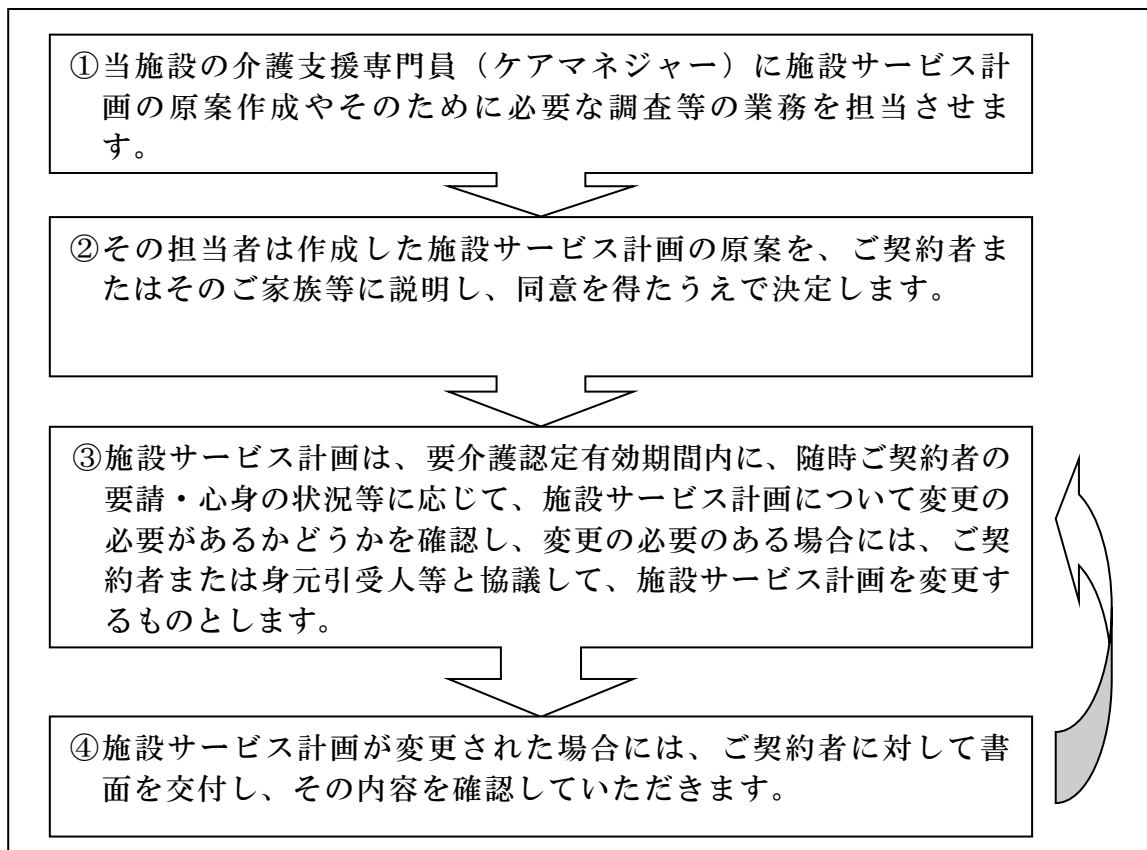 ①当施設の介護支援専門員（ケアマネジャー）に施設サービス計
画の原案作成やそのために必要な調査等の業務を担当させま
す。
②その担当者は作成した施設サービス計画の原案を、ご契約者ま
たはそのご家族等に説明し、同意を得たうえで決定します。
③施設サービス計画は、要介護認定有効期間内に、随時ご契約者の
要請・心身の状況等に応じて、施設サービス計画について変更の
必要があるかどうかを確認し、変更の必要のある場合には、ご契
約者または身元引受人等と協議して、施設サービス計画を変更す
るものとします。
④施設サービス計画が変更された場合には、ご契約者に対して書
面を交付し、その内容を確認していただきます。